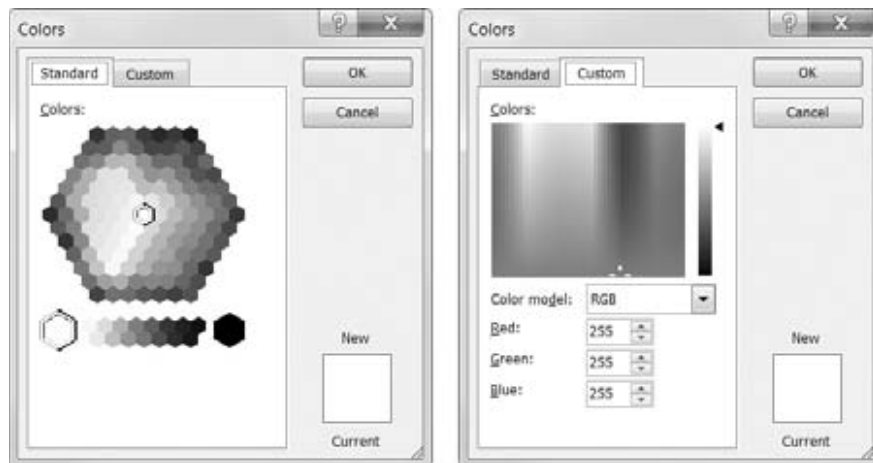 Colors
Standard
Custom
OK
Cancel
Colors:
New
Current
Colors
Standard
Custom
OK
Cancel
Colors:
Color model:
RGB
Red:
255
Green:
255
Blue:
255
New
Current